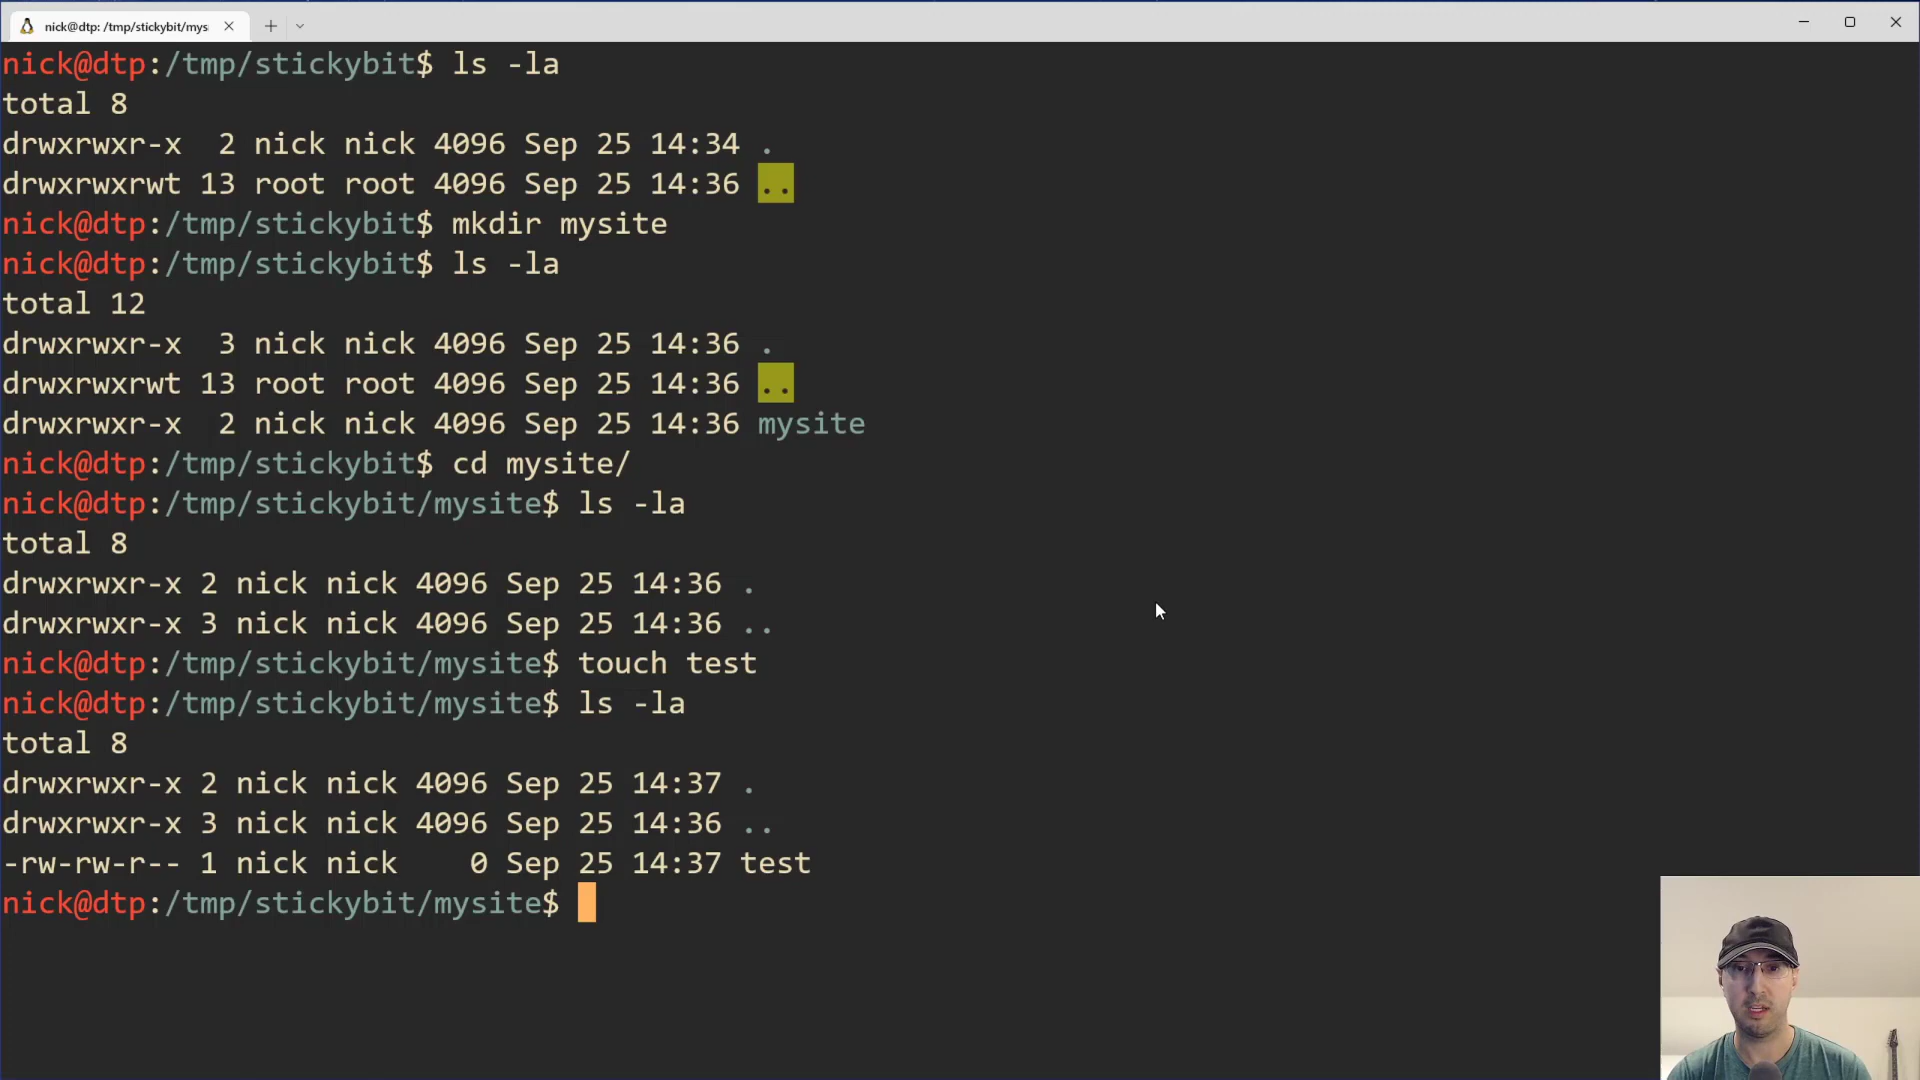 nick@dtp: /tmp/stickybit/mys
nick@dtp:/tmp/stickybit$ ls -la
total 8
drwxrwxr-x  2 nick nick 4096 Sep 25 14:34 .
drwxrwxrwt 13 root root 4096 Sep 25 14:36 ..
nick@dtp:/tmp/stickybit$ mkdir mysite
nick@dtp:/tmp/stickybit$ ls -la
total 12
drwxrwxr-x  3 nick nick 4096 Sep 25 14:36 .
drwxrwxrwt 13 root root 4096 Sep 25 14:36 ..
drwxrwxr-x  2 nick nick 4096 Sep 25 14:36 mysite
nick@dtp:/tmp/stickybit$ cd mysite/
nick@dtp:/tmp/stickybit/mysite$ ls -la
total 8
drwxrwxr-x 2 nick nick 4096 Sep 25 14:36 .
drwxrwxr-x 3 nick nick 4096 Sep 25 14:36 ..
nick@dtp:/tmp/stickybit/mysite$ touch test
nick@dtp:/tmp/stickybit/mysite$ ls -la
total 8
drwxrwxr-x 2 nick nick 4096 Sep 25 14:37 .
drwxrwxr-x 3 nick nick 4096 Sep 25 14:36 ..
-rw-rw-r-- 1 nick nick    0 Sep 25 14:37 test
nick@dtp:/tmp/stickybit/mysite$